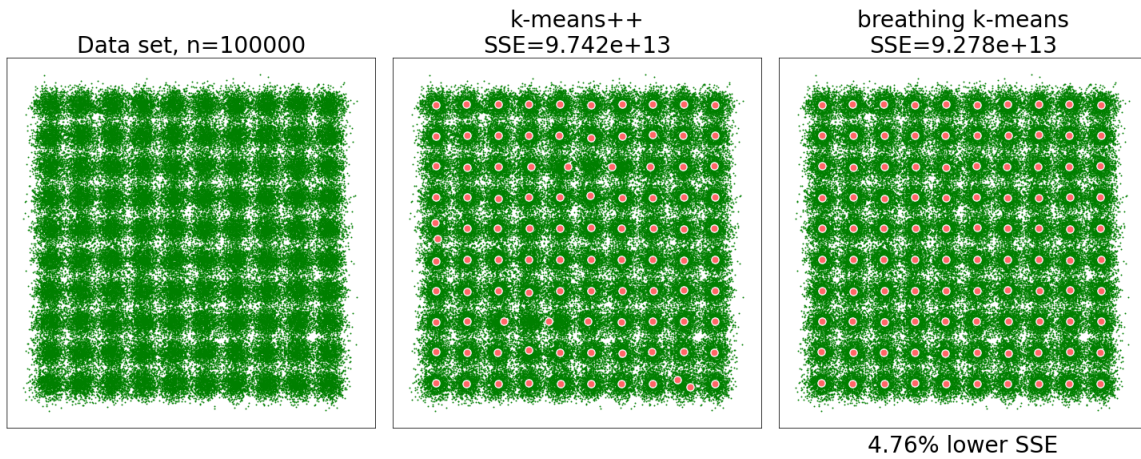 Data set, n=100000
k-means++
SSE=9.742e+13
breathing k-means
SSE=9.278e+13
4.76% lower SSE